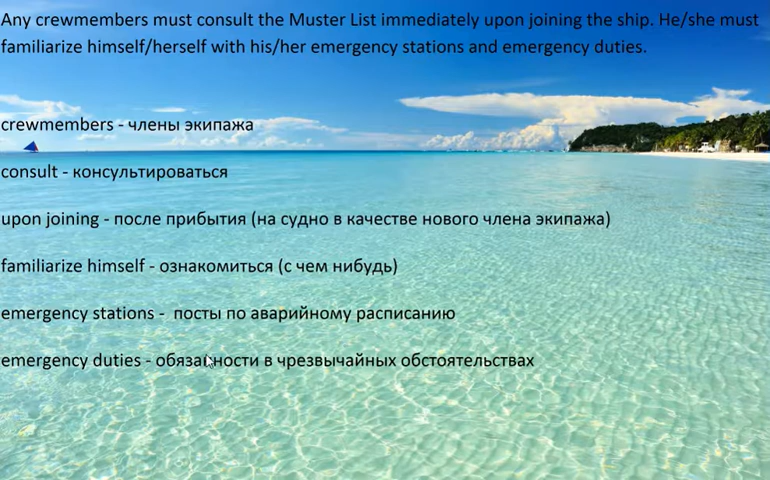 Any crewmembers must consult the Muster List immediately upon joining the ship. He/she must
familiarize himself/herself with his/her emergency stations and emergency duties.
crewmembers - члены экипажа
consult - консультироваться
upon joining - после прибытия (на судно в качестве нового члена экипажа)
familiarize himself - ознакомиться (с чем нибудь)
emergency stations - посты по аварийному расписанию
emergency duties - обязанности в чрезвычайных обстоятельствах